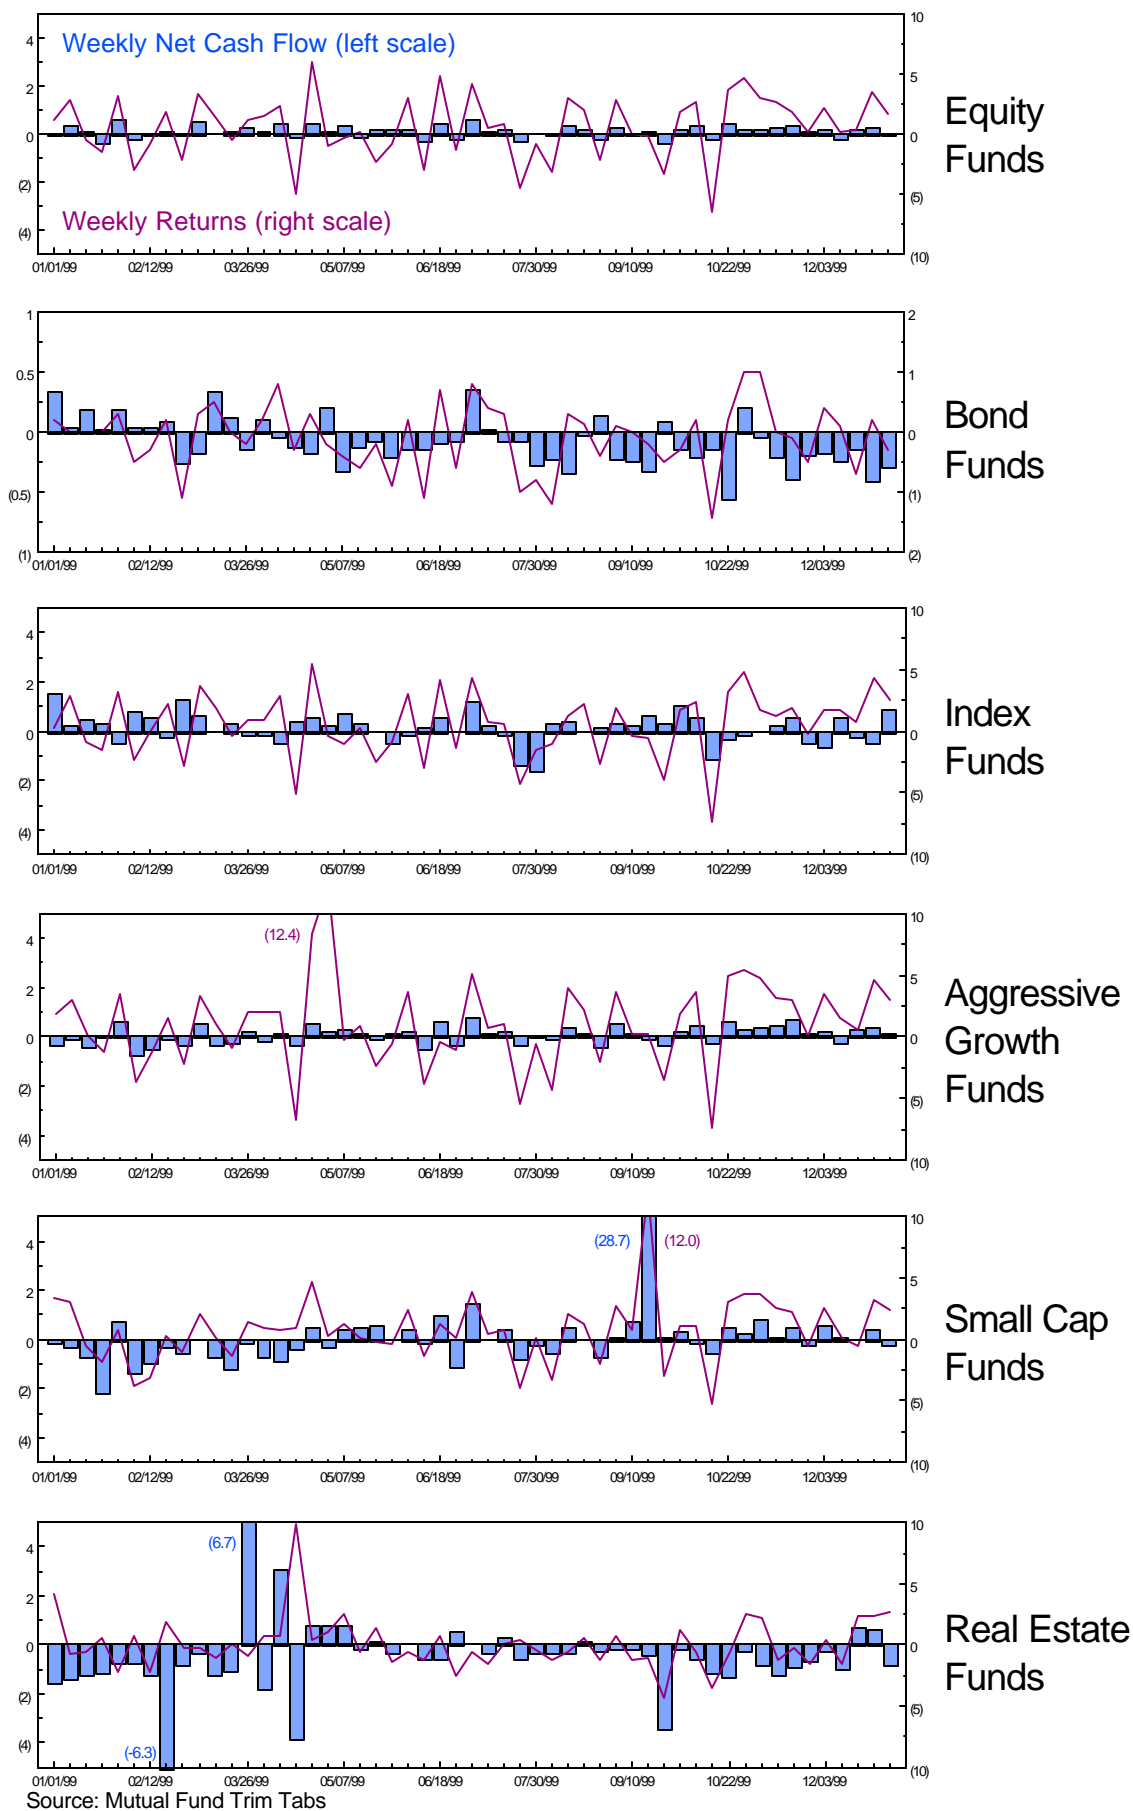 Weekly Net Cash Flow (left scale)
Weekly Returns (right scale)
4
2
0
(2)
(4)
10
5
0
(5)
(10)
01/01/99 02/12/99 03/26/99 05/07/99 06/18/99 07/30/99 09/10/99 10/22/99 12/03/99
Equity
Funds
1
0.5
0
(0.5)
(1)
2
1
0
(1)
(2)
01/01/99 02/12/99 03/26/99 05/07/99 06/18/99 07/30/99 09/10/99 10/22/99 12/03/99
Bond
Funds
4
2
0
(2)
(4)
10
5
0
(5)
(10)
01/01/99 02/12/99 03/26/99 05/07/99 06/18/99 07/30/99 09/10/99 10/22/99 12/03/99
Index
Funds
(12.4)
4
2
0
(2)
(4)
10
5
0
(5)
(10)
01/01/99 02/12/99 03/26/99 05/07/99 06/18/99 07/30/99 09/10/99 10/22/99 12/03/99
Aggressive
Growth
Funds
(28.7) (12.0)
4
2
0
(2)
(4)
10
5
0
(5)
(10)
01/01/99 02/12/99 03/26/99 05/07/99 06/18/99 07/30/99 09/10/99 10/22/99 12/03/99
Small Cap
Funds
(6.7)
(-6.3)
4
2
0
(2)
(4)
10
5
0
(5)
(10)
01/01/99 02/12/99 03/26/99 05/07/99 06/18/99 07/30/99 09/10/99 10/22/99 12/03/99
Real Estate
Funds
Source: Mutual Fund Trim Tabs